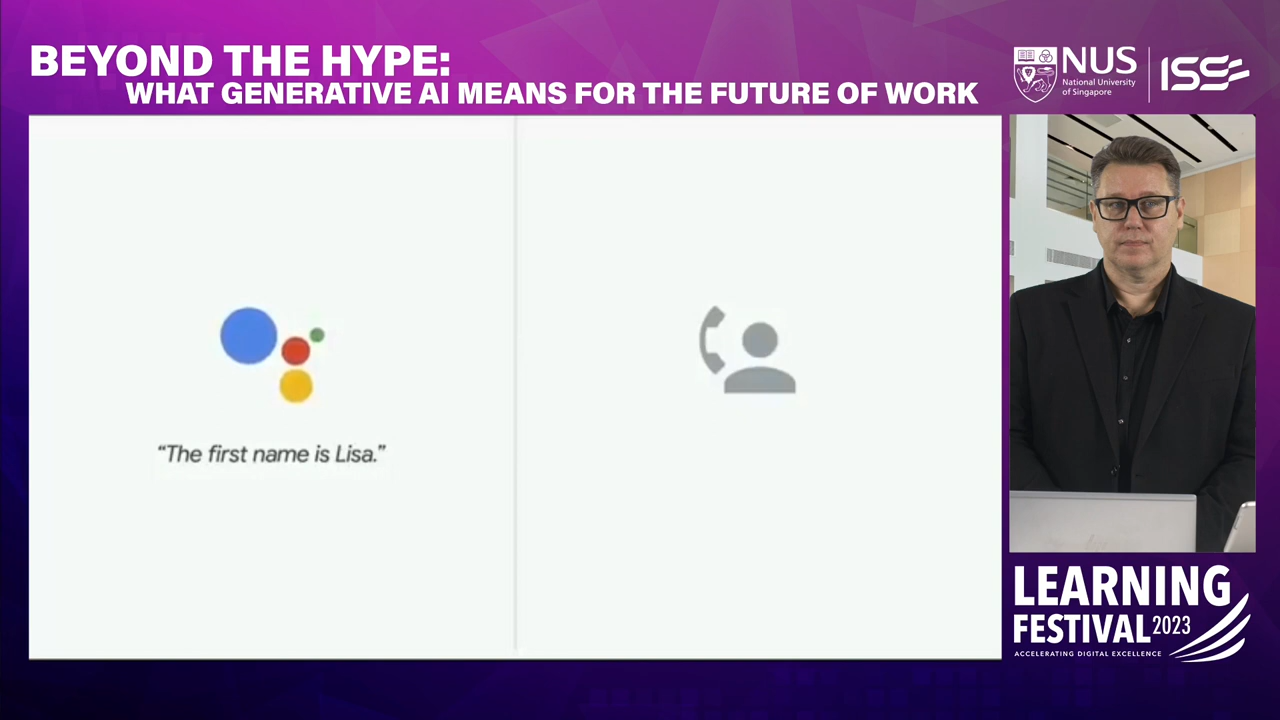 BEYOND THE HYPE:
WHAT GENERATIVE AI MEANS FOR THE FUTURE OF WORK
NUS
National University
of Singapore
ISS
“The first name is Lisa.”
LEARNING
FESTIVAL 2023
ACCELERATING DIGITAL EXCELLENCE